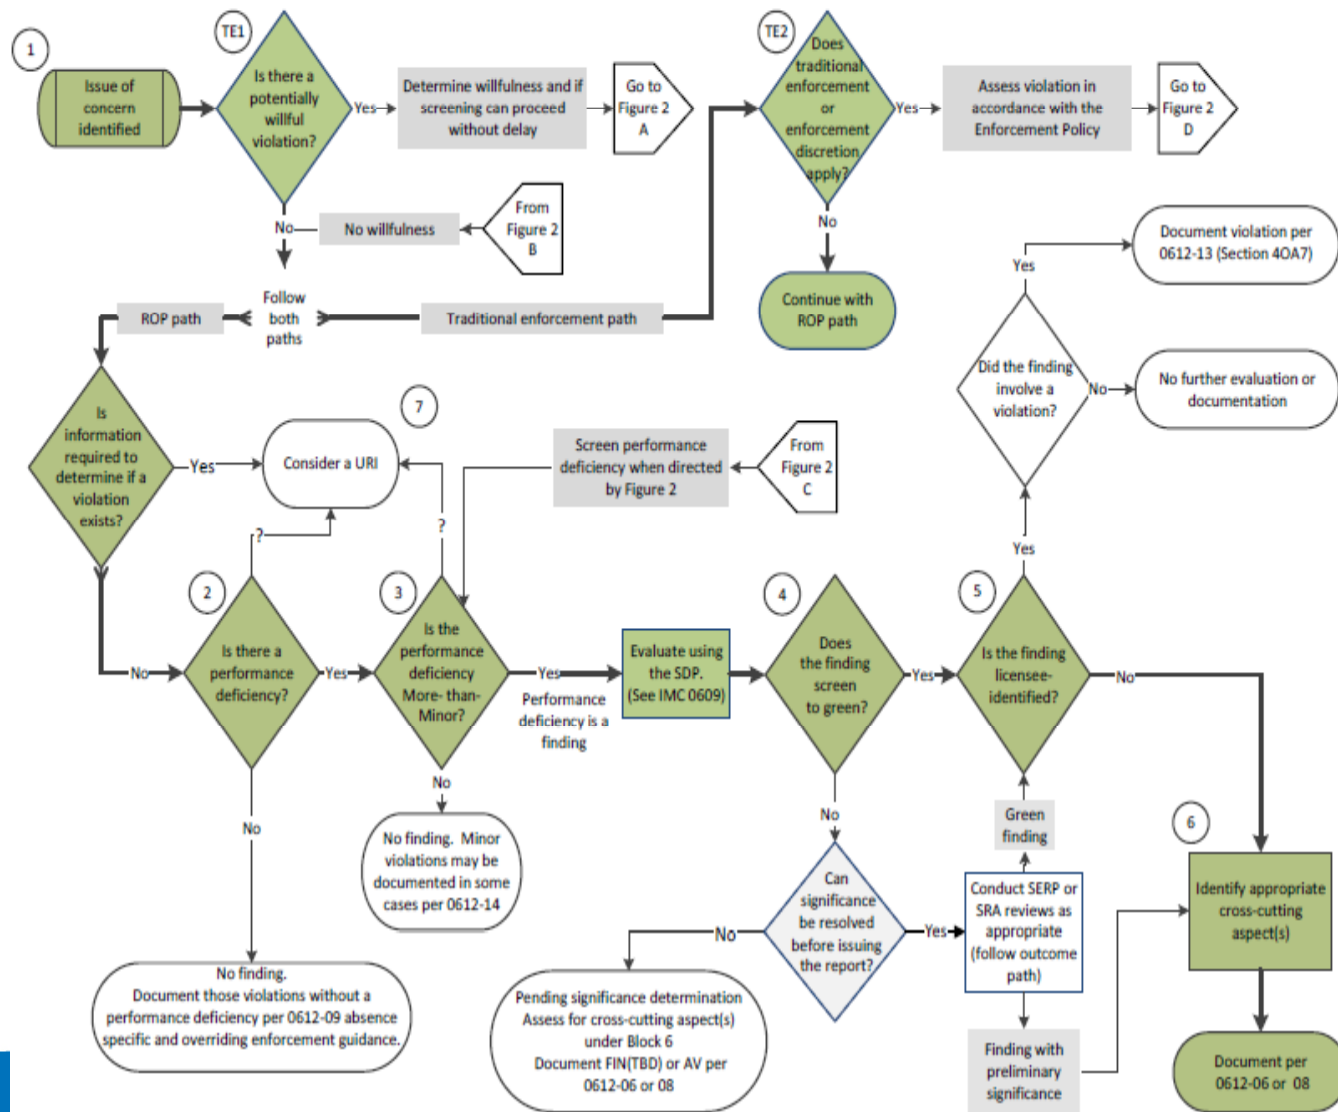 1
Issue of
concern
identified
TE1
Is there a
potentially
willful
violation?
Yes
Determine willfulness and if
screening can proceed
without delay
Go to
Figure 2
A
TE2
Does
traditional
enforcement
or
enforcement
discretion
apply?
Yes
Assess violation in
accordance with the
Enforcement Policy
Go to
Figure 2
D
No
No willfulness
From
Figure 2
B
No
Continue with
ROP path
ROP path
Follow
both
paths
Traditional enforcement path
Document violation per
0612-13 (Section 4OA7)
Yes
Did the finding
involve a
violation?
No
No further evaluation or
documentation
Is
information
required to
determine if a
violation
exists?
Yes
Consider a URI
7
Screen performance
deficiency when directed
by Figure 2
From
Figure 2
C
?
?
Yes
No
2
Is there a
performance
deficiency?
Yes
3
Is the
performance
deficiency
More- than-
Minor?
Yes
Performance
deficiency is a
finding
Evaluate using
the SDP.
(See IMC 0609)
4
Does
the finding
screen
to green?
Yes
5
Is the finding
licensee-
identified?
No
No
No
No finding.  Minor
violations may be
documented in some
cases per 0612-14
No
Can
significance
be resolved
before issuing
the report?
No
Yes
Green
finding
Conduct SERP or
SRA reviews as
appropriate
(follow outcome
path)
6
Identify appropriate
cross-cutting
aspect(s)
No finding.
Document those violations without a
performance deficiency per 0612-09 absence
specific and overriding enforcement guidance.
Pending significance determination
Assess for cross-cutting aspect(s)
under Block 6
Document FIN(TBD) or AV per
0612-06 or 08
Finding with
preliminary
significance
Document per
0612-06 or  08